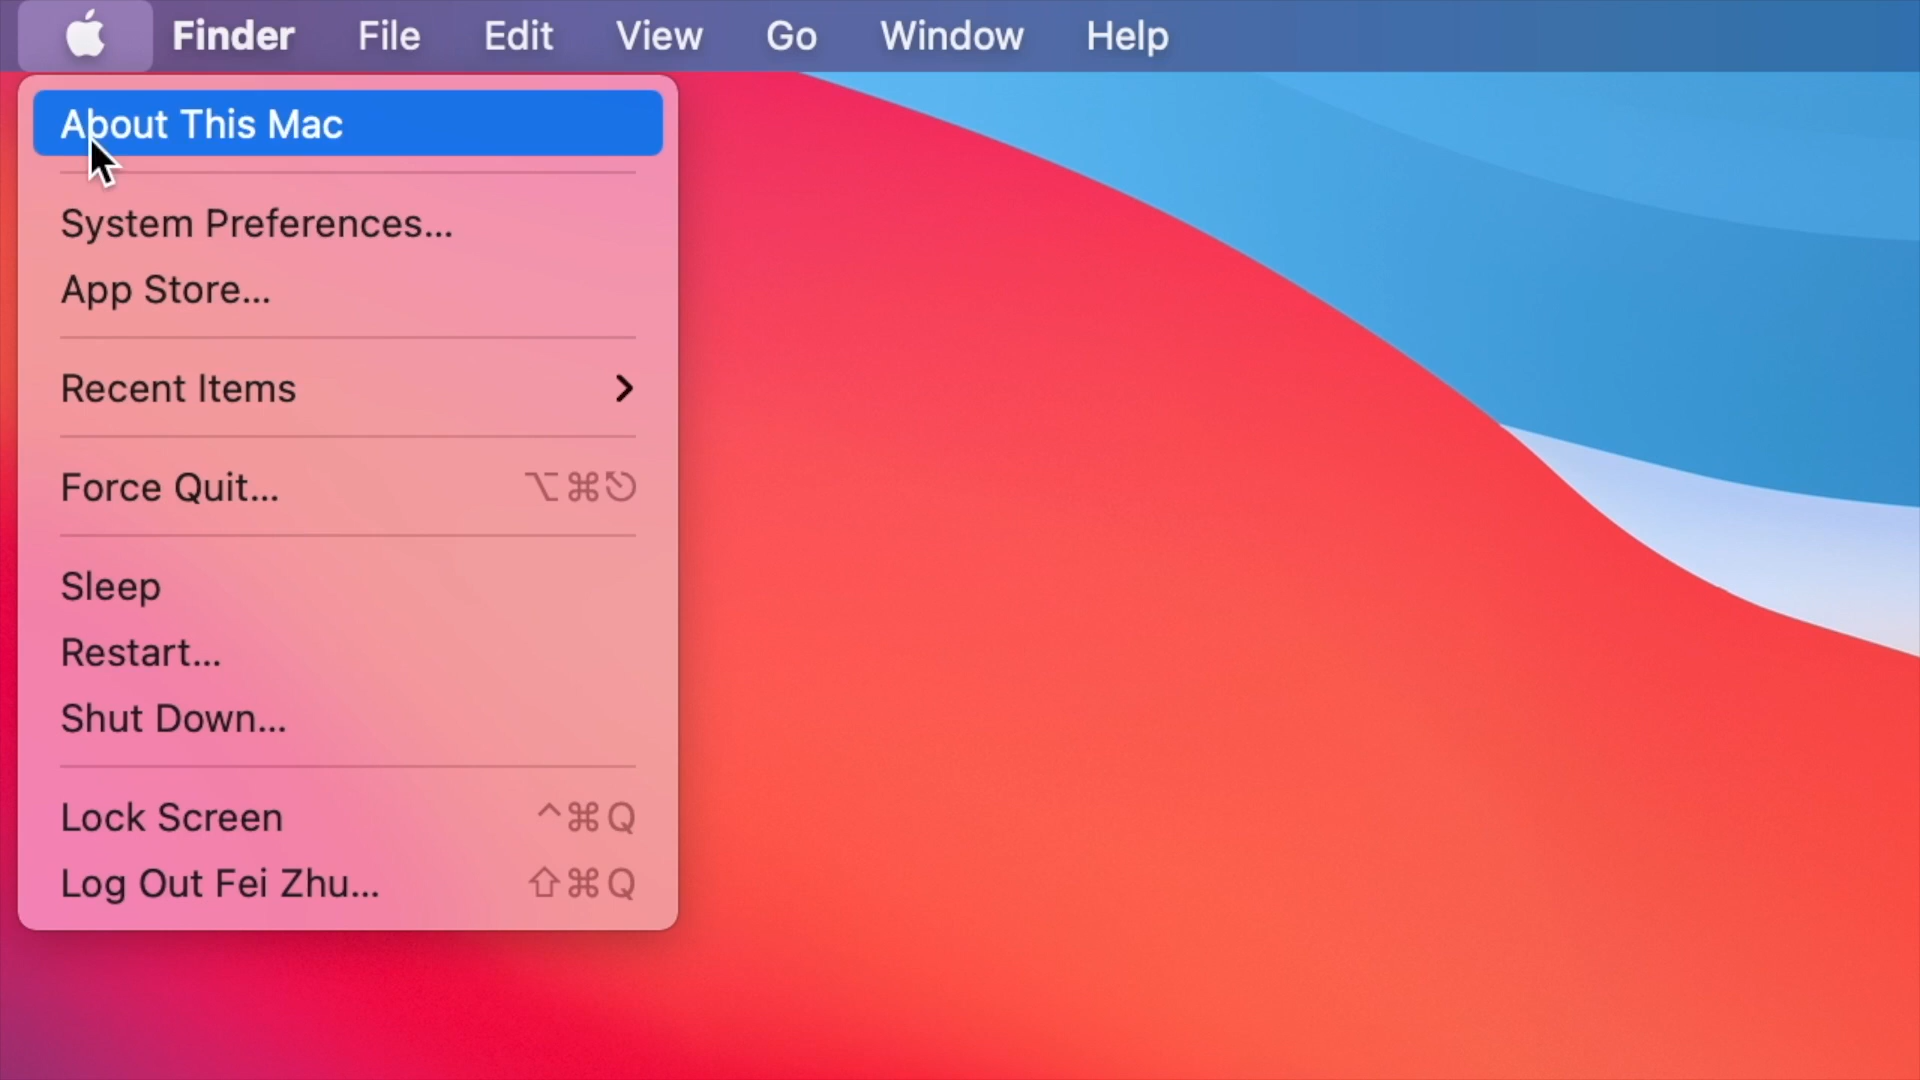 Finder File Edit View Go Window Help
About This Mac
System Preferences...
App Store...
Recent Items
Force Quit... ⌥⌘⎋
Sleep
Restart...
Shut Down...
Lock Screen ^⌘Q
Log Out Fei Zhu... ⇧⌘Q